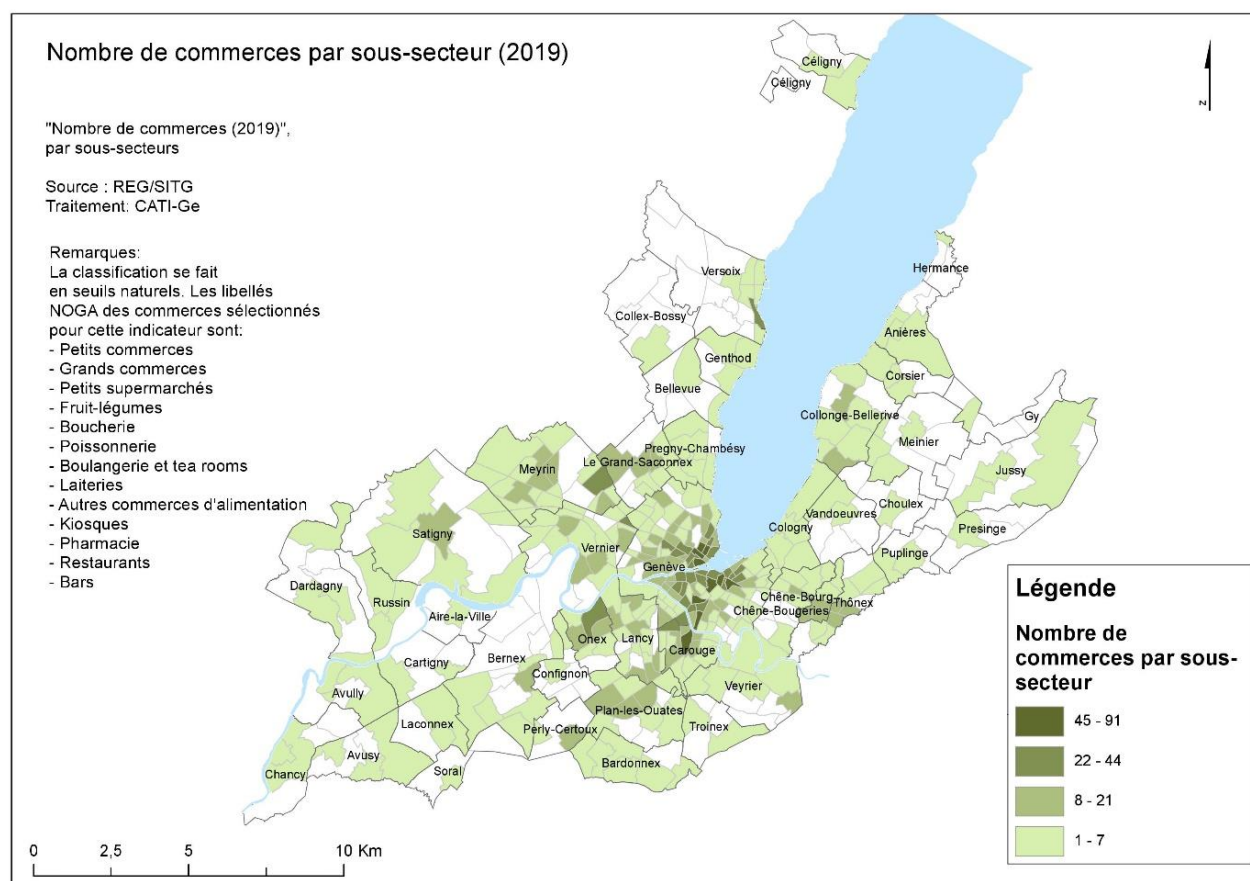 Nombre de commerces par sous-secteur (2019)
"Nombre de commerces (2019)",
par sous-secteurs
Source : REG/SITG
Traitement: CATI-Ge
Remarques:
La classification se fait
en seuils naturels. Les libellés
NOGA des commerces sélectionnés
pour cette indicateur sont:
- Petits commerces
- Grands commerces
- Petits supermarchés
- Fruit-légumes
- Boucherie
- Poissonnerie
- Boulangerie et tea rooms
- Laiteries
- Autres commerces d'alimentation
- Kiosques
- Pharmacie
- Restaurants
- Bars
Céligny
Céligny
N
Hermance
Versoix
Collex-Bossy
Anières
Genthod
Corsier
Bellevue
Gy
Collonge-Bellerive
Meinier
Pregny-Chambésy
Le Grand-Saconnex
Meyrin
Jussy
Choulex
Vandoeuvres
Cologny
Presinge
Satigny
Vernier
Puplinge
Genève
Dardagny
Chêne-Bourg
Thônex
Russin
Chêne-Bougeries
Aire-la-Ville
Onex
Lancy
Carouge
Bernex
Cartigny
Confignon
Veyrier
Avully
Plan-les-Ouates
Laconnex
Perly-Certoux
Troinex
Avusy
Bardonnex
Chancy
Soral
Légende
Nombre de
commerces par sous-
secteur
45 - 91
22 - 44
8 - 21
1 - 7
0 2,5 5 10 Km